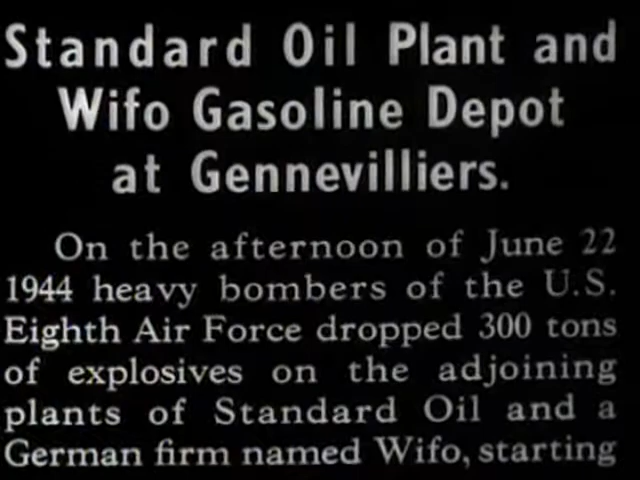 Standard Oil Plant and
Wifo Gasoline Depot
at Gennevilliers.
On the afternoon of June 22
1944 heavy bombers of the U.S.
Eighth Air Force dropped 300 tons
of explosives on the adjoining
plants of Standard Oil and a
German firm named Wifo, starting